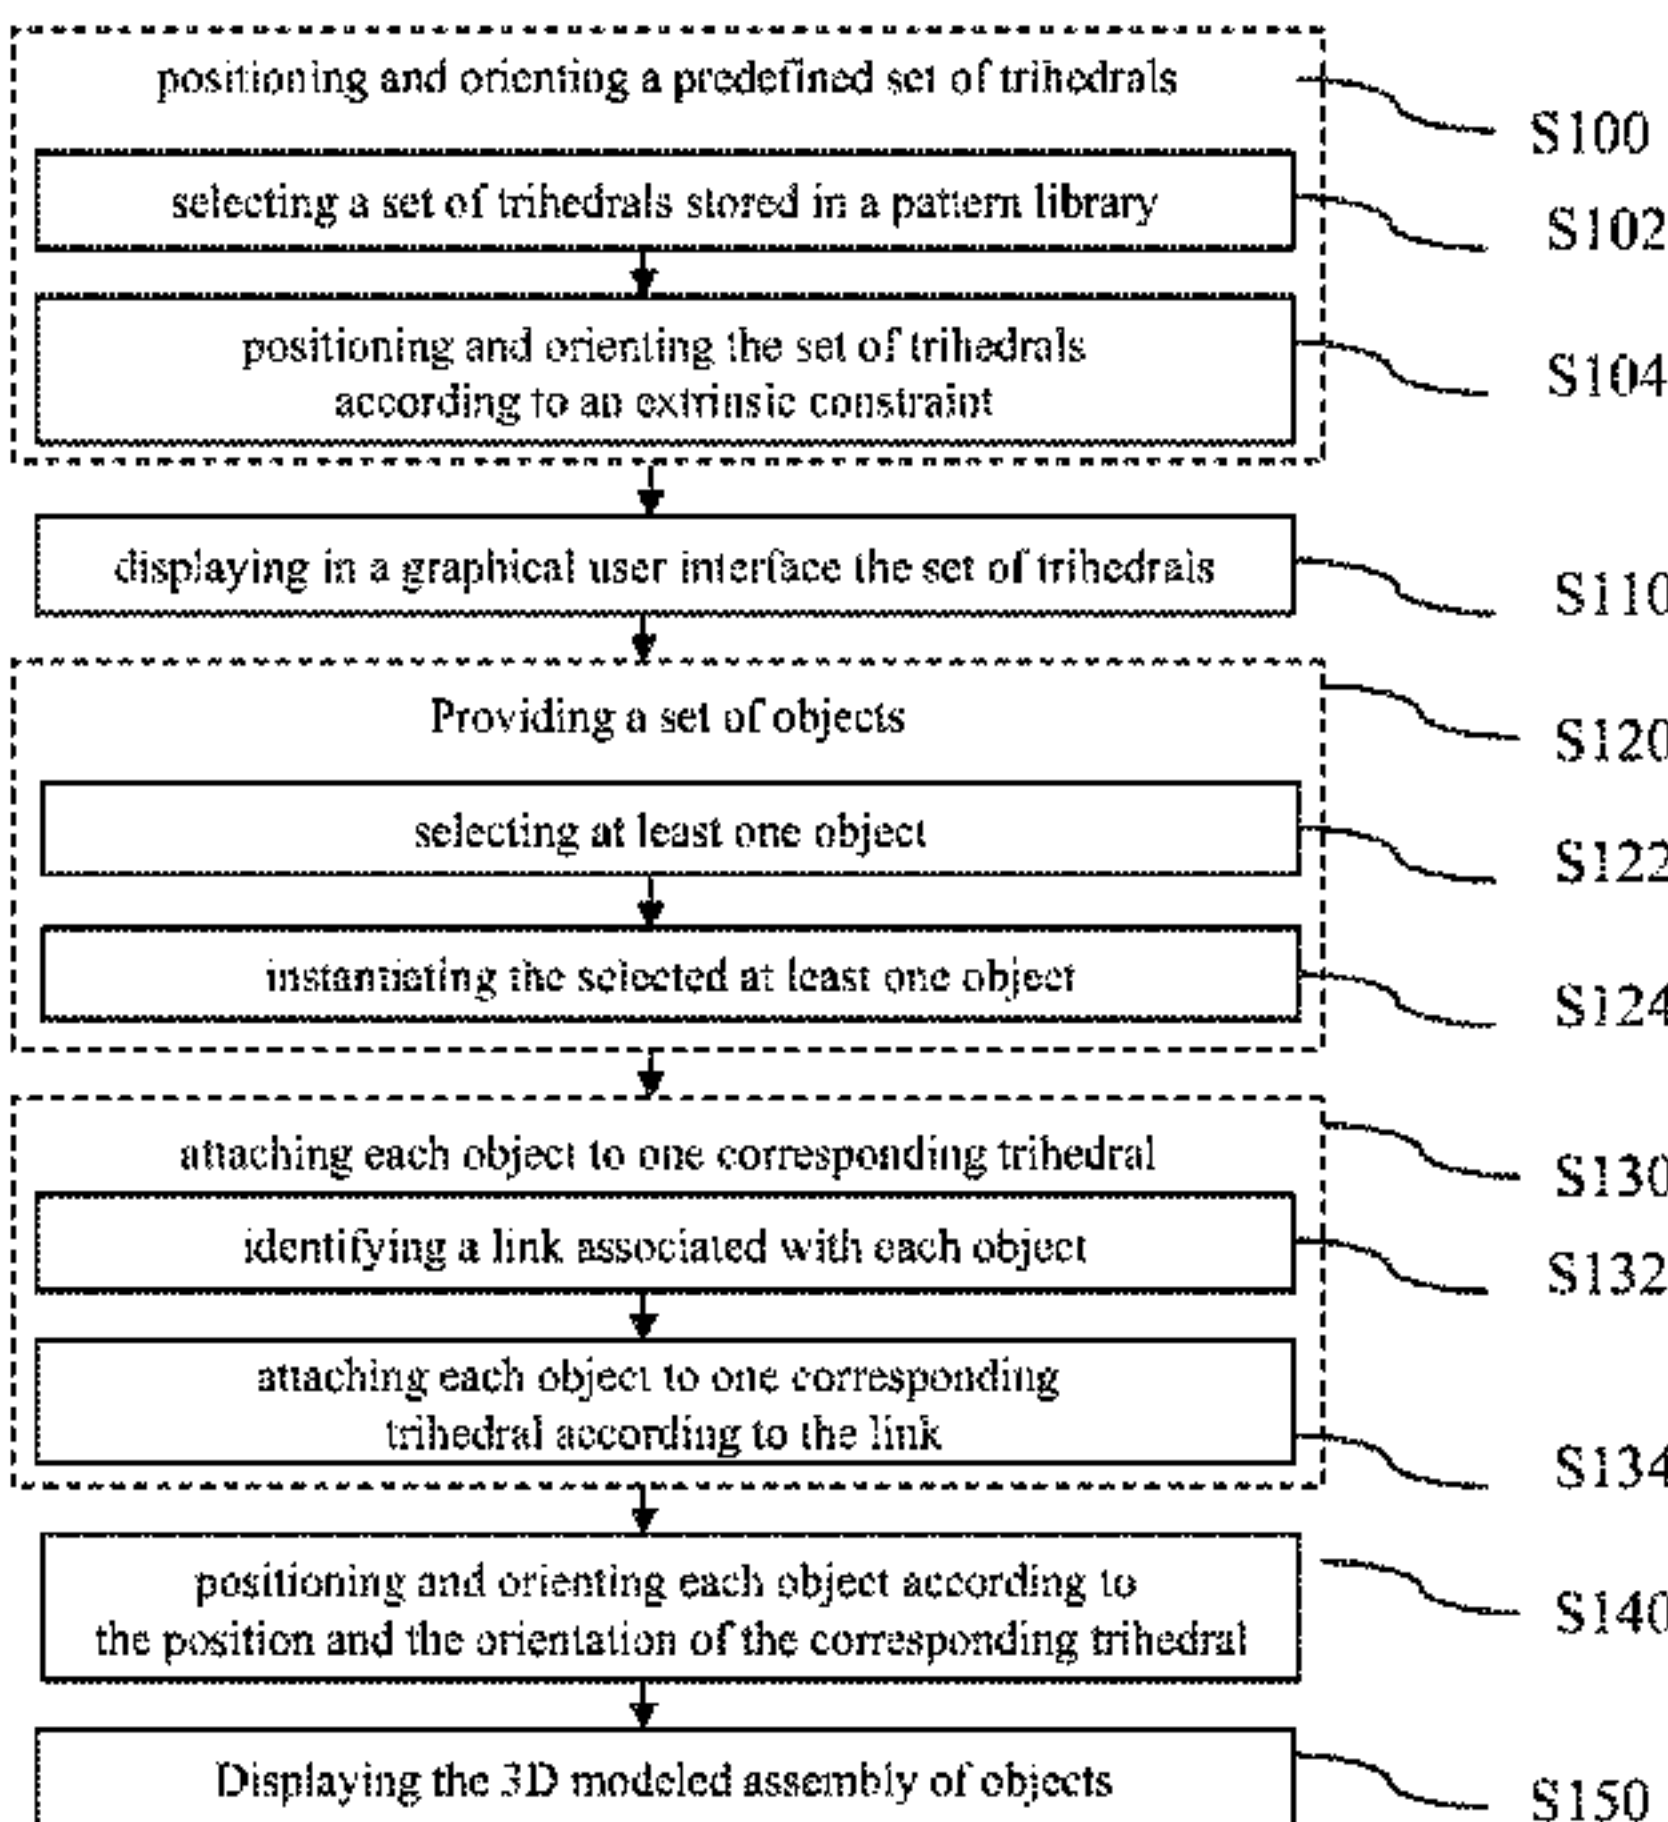 positioning and orienting a predefined set of trihedrals
S100
selecting a set of trihedrals stored in a pattern library
S102
positioning and orienting the set of trihedrals
according to an extrinsic constraint
S104
displaying in a graphical user interface the set of trihedrals
S110
Providing a set of objects
S120
selecting at least one object
S122
instantiating the selected at least one object
S124
attaching each object to one corresponding trihedral
S130
identifying a link associated with each object
S132
attaching each object to one corresponding
trihedral according to the link
S134
positioning and orienting each object according to
the position and the orientation of the corresponding trihedral
S140
Displaying the 3D modeled assembly of objects
S150